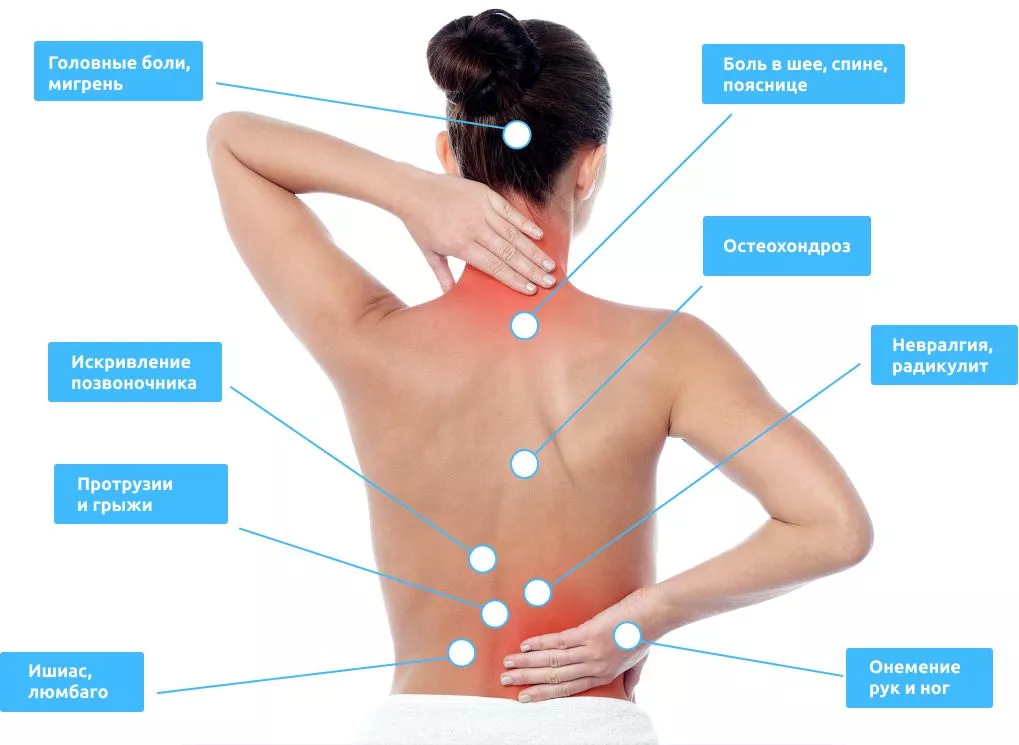 Головные боли,
мигрень
Боль в шее, спине,
пояснице
Остеохондроз
Невралгия,
радикулит
Искривление
позвоночника
Протрузии
и грыжи
Ишиас,
люмбаго
Онемение
рук и ног